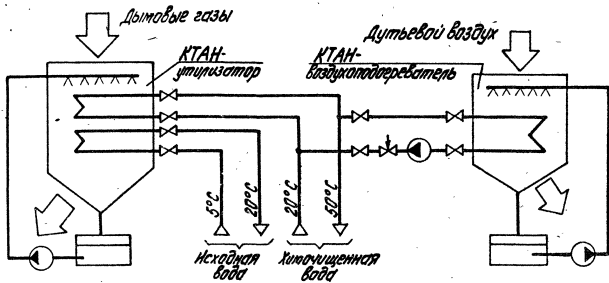 Дымовые газы
КТАН-
утилизатор
КТАН-
воздухоподогреватель
Дутьевой воздух
5°С
20°С
20°С
50°С
Исходная
вода
Химочищенная
вода